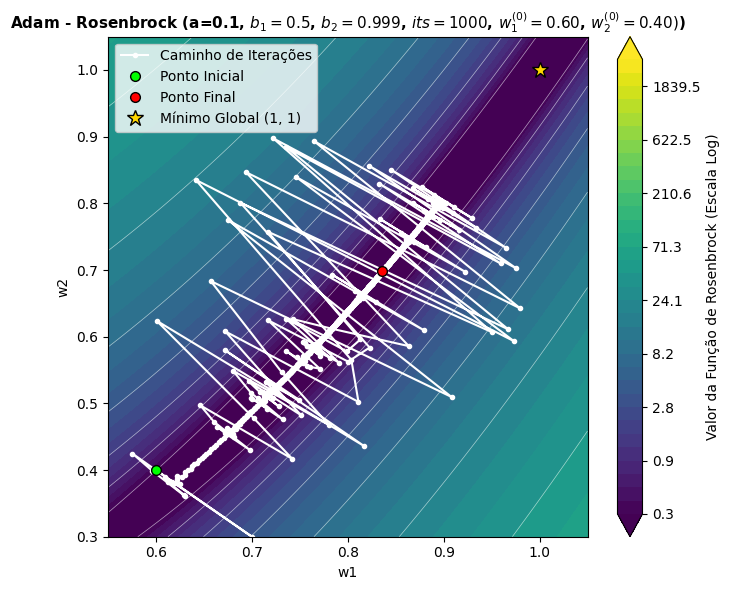 Adam - Rosenbrock (a=0.1, b₁ = 0.5, b₂ = 0.999, its = 1000, w₁⁽⁰⁾ = 0.60, w₂⁽⁰⁾ = 0.40))
Caminho de Iterações
Ponto Inicial
Ponto Final
Mínimo Global (1, 1)
w2
1.0
0.9
0.8
0.7
0.6
0.5
0.4
0.3
0.6
0.7
0.8
0.9
1.0
w1
1839.5
622.5
210.6
71.3
24.1
8.2
2.8
0.9
0.3
Valor da Função de Rosenbrock (Escala Log)